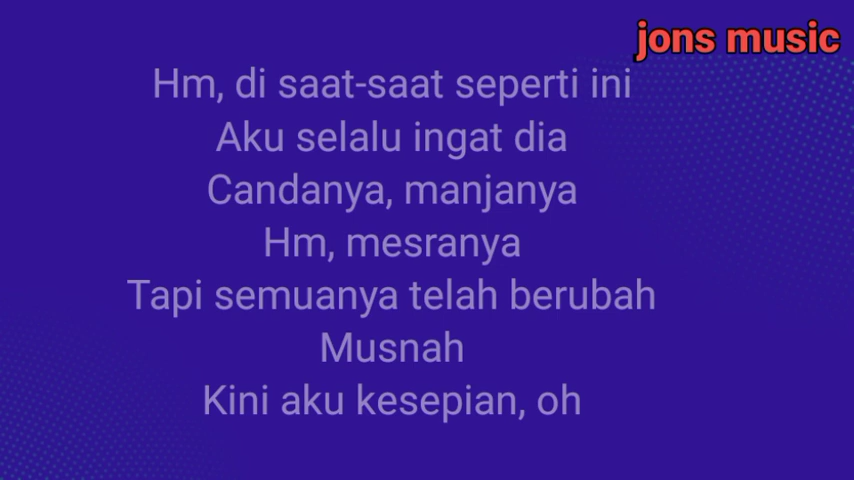 jons music
Hm, di saat-saat seperti ini
Aku selalu ingat dia
Candanya, manjanya
Hm, mesranya
Tapi semuanya telah berubah
Musnah
Kini aku kesepian, oh